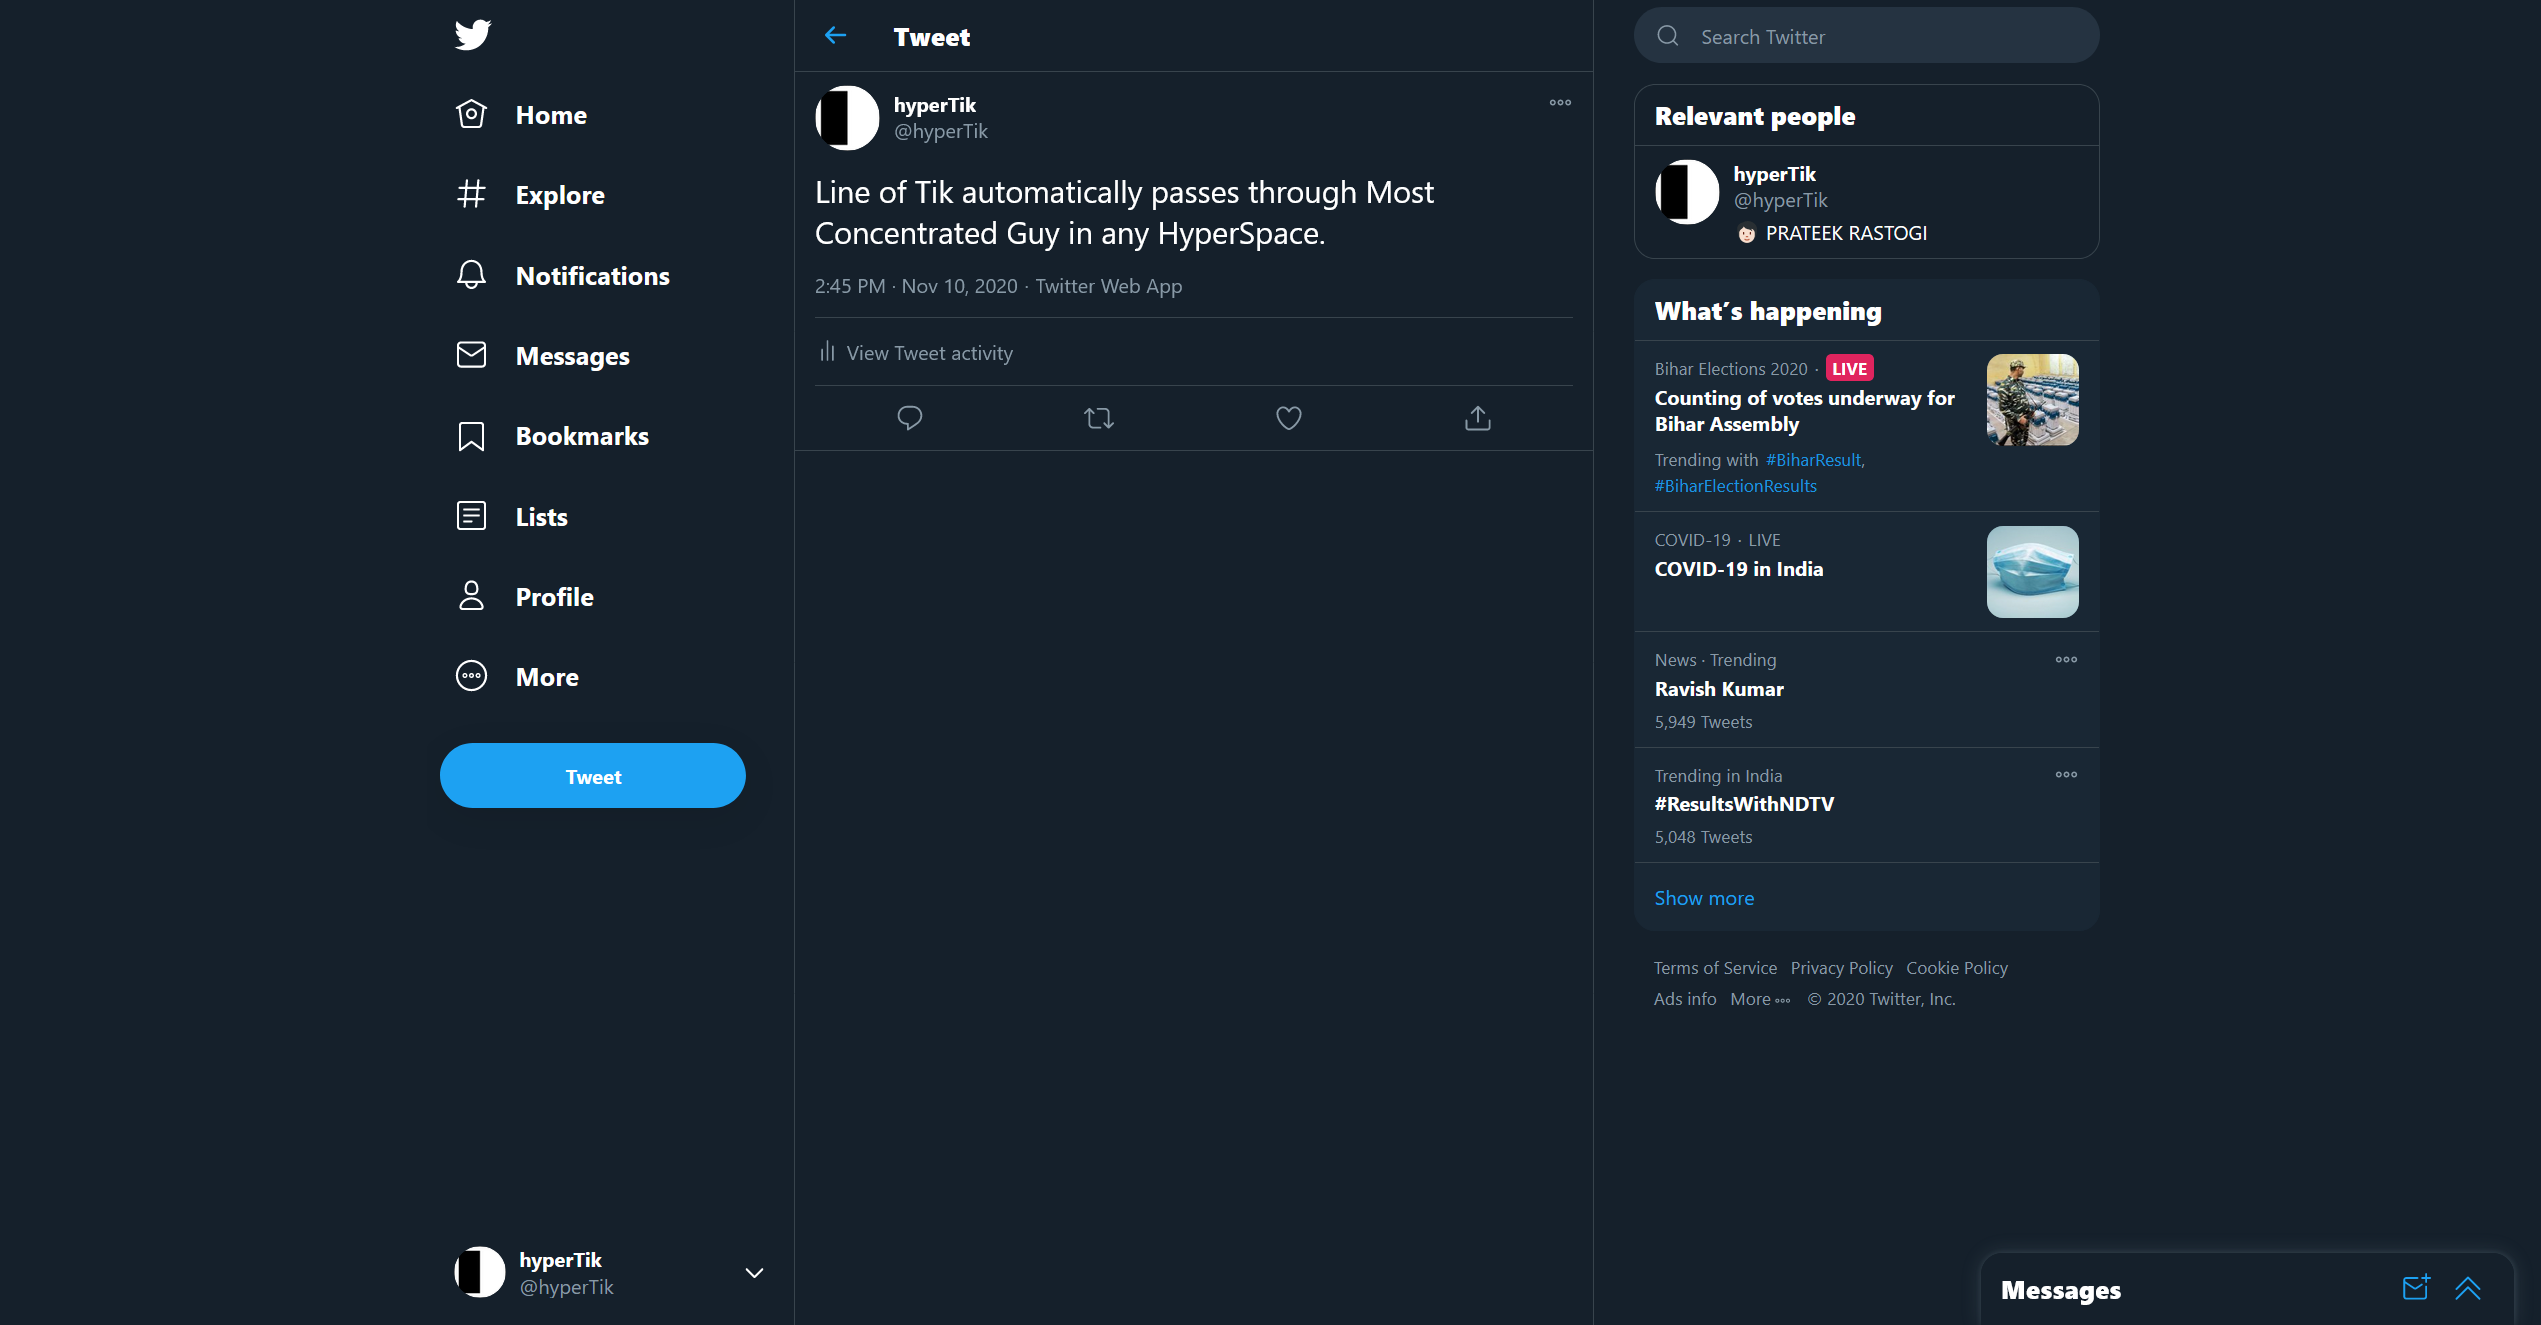 Home
Explore
Notifications
Messages
Bookmarks
Lists
Profile
More
Tweet
hyperTik
@hyperTik
Tweet
hyperTik
@hyperTik
Line of Tik automatically passes through Most
Concentrated Guy in any HyperSpace.
2:45 PM · Nov 10, 2020 · Twitter Web App
View Tweet activity
Search Twitter
Relevant people
hyperTik
@hyperTik
PRATEEK RASTOGI
What's happening
Bihar Elections 2020 · LIVE
Counting of votes underway for
Bihar Assembly
Trending with #BiharResult,
#BiharElectionResults
COVID-19 · LIVE
COVID-19 in India
News · Trending
Ravish Kumar
5,949 Tweets
Trending in India
#ResultsWithNDTV
5,048 Tweets
Show more
Terms of Service Privacy Policy Cookie Policy
Ads info More © 2020 Twitter, Inc.
Messages